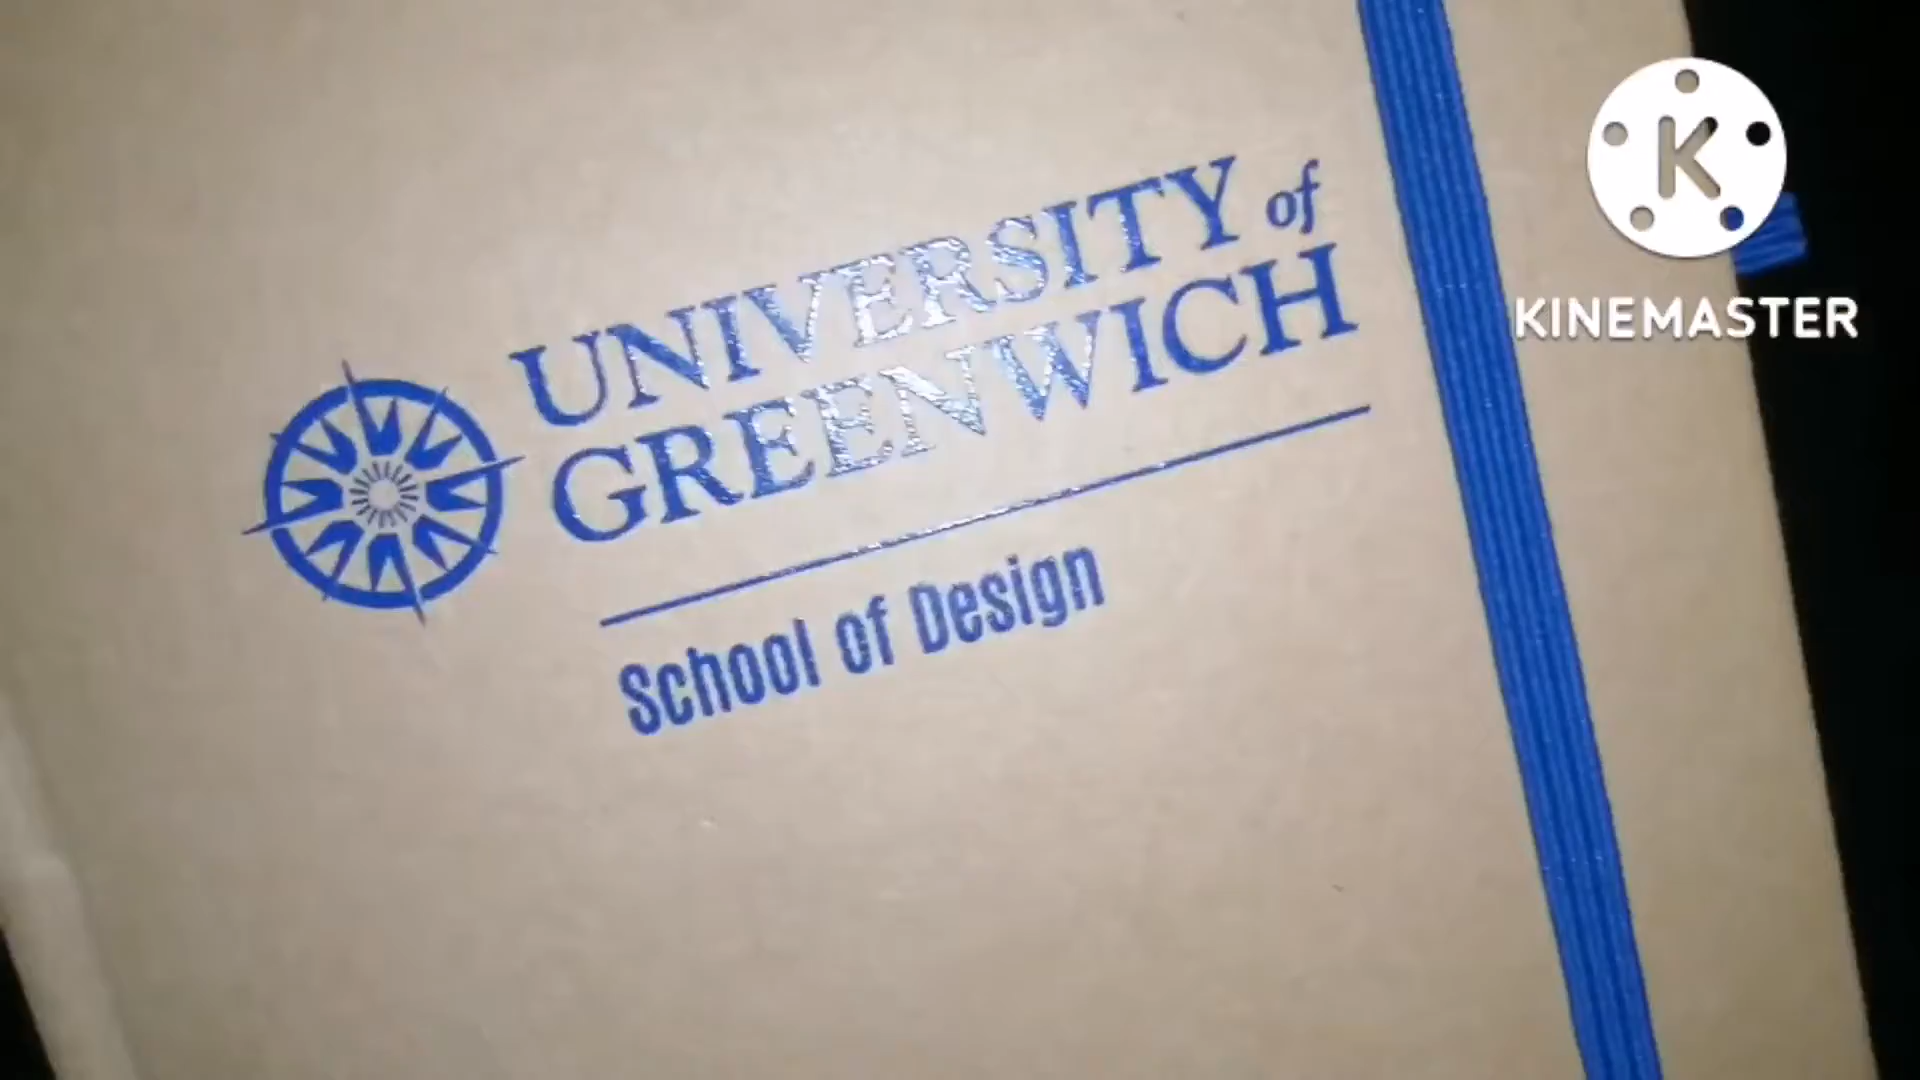 UNIVERSITY of
GREENWICH
School of Design
K
KINEMASTER